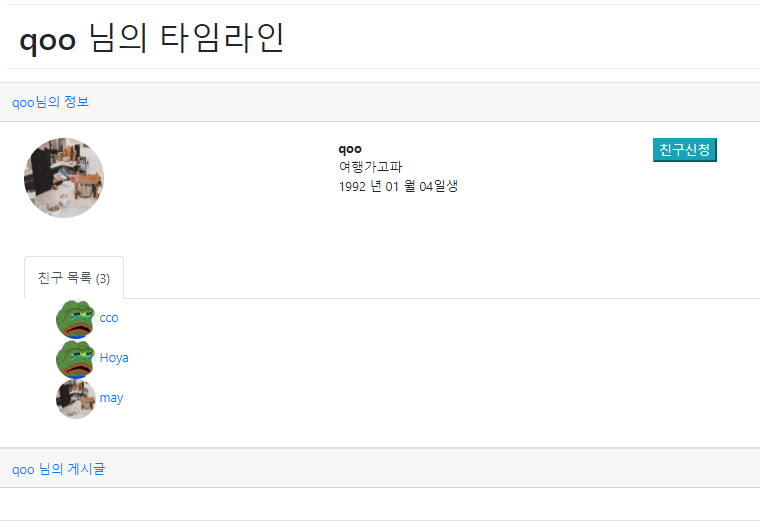 qoo 님의 타임라인
qoo님의 정보
qoo
친구신청
여행가고파
1992 년 01 월 04일생
친구 목록 (3)
cco
Hoya
may
qoo 님의 게시글